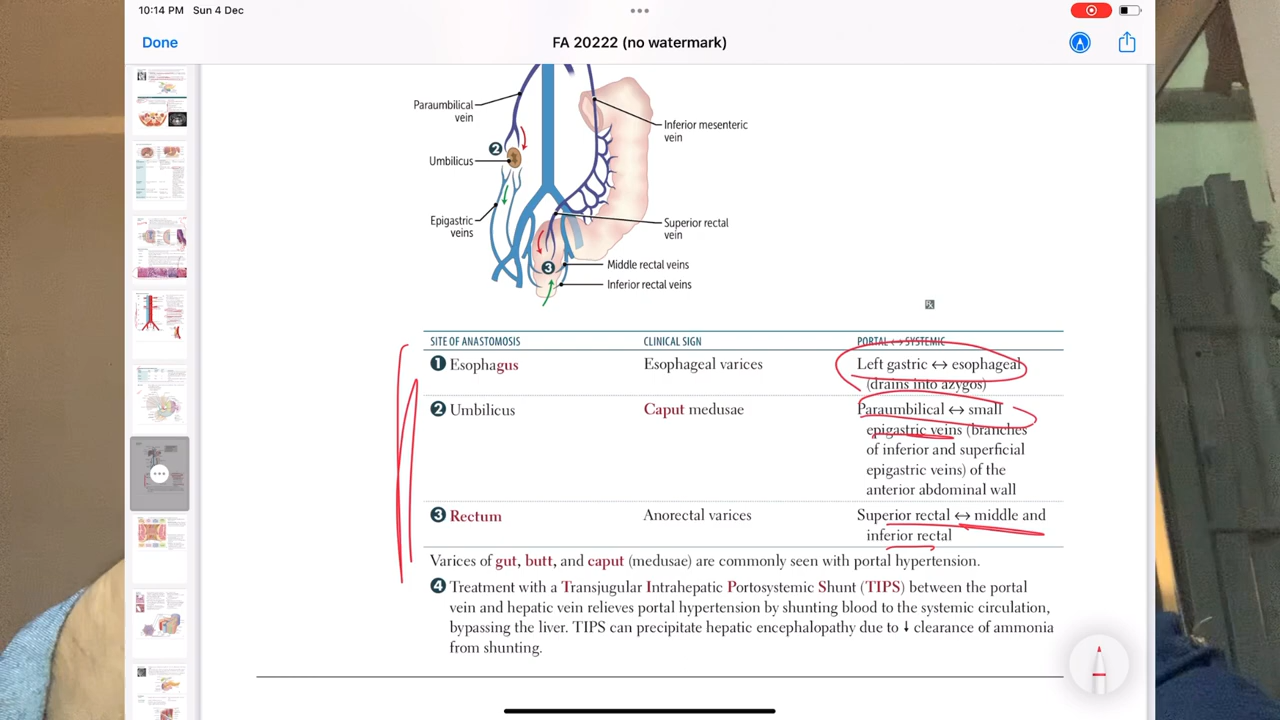 10:14 PM Sun 4 Dec
Done
FA 20222 (no watermark)
Paraumbilical
vein
Inferior mesenteric
vein
2
Umbilicus
Epigastric
veins
Superior rectal
vein
3
Middle rectal veins
Inferior rectal veins
SITE OF ANASTOMOSIS CLINICAL SIGN PORTAL ↔ SYSTEMIC
1 Esophagus Esophageal varices Left gastric ↔ esophageal
(drains into azygos)
2 Umbilicus Caput medusae Paraumbilical ↔ small
epigastric veins (branches
of inferior and superficial
epigastric veins) of the
anterior abdominal wall
3 Rectum Anorectal varices Superior rectal ↔ middle and
inferior rectal
Varices of gut, butt, and caput (medusae) are commonly seen with portal hypertension.
4 Treatment with a Transjugular Intrahepatic Portosystemic Shunt (TIPS) between the portal
vein and hepatic vein relieves portal hypertension by shunting blood to the systemic circulation,
bypassing the liver. TIPS can precipitate hepatic encephalopathy due to ↓ clearance of ammonia
from shunting.